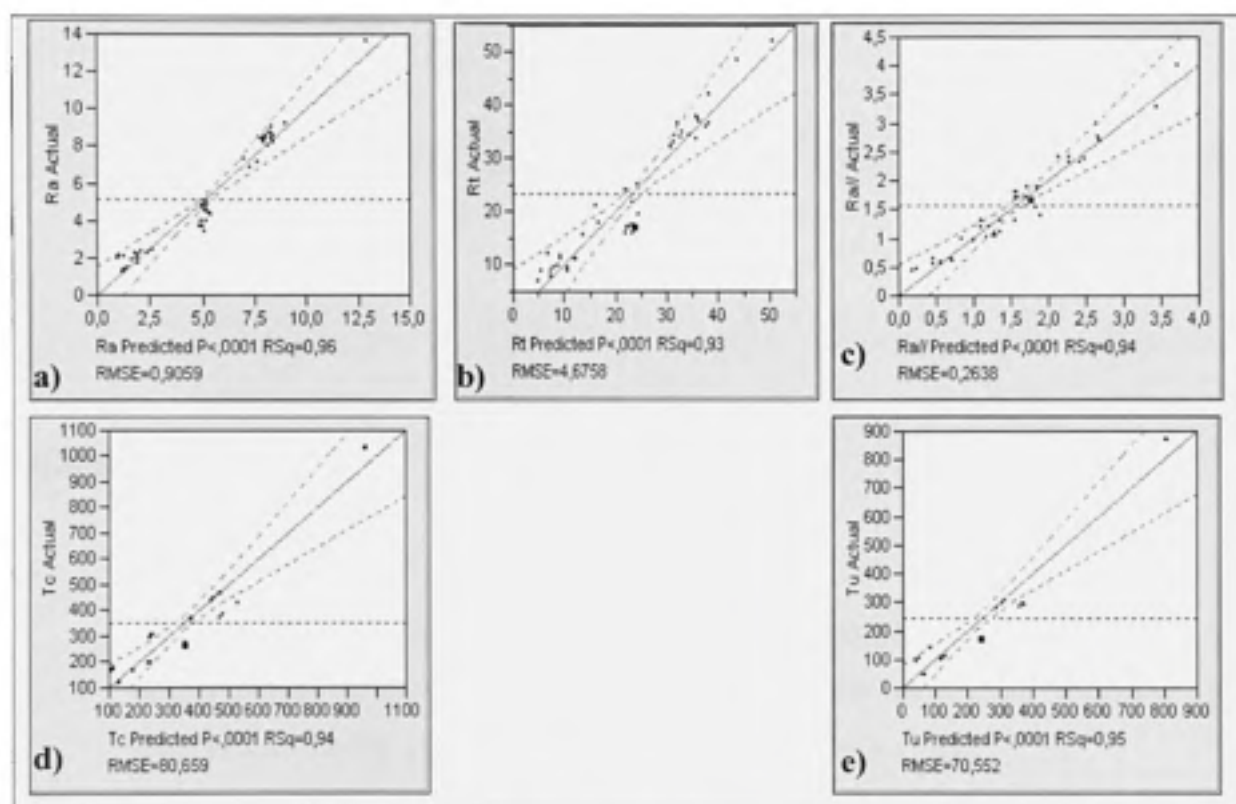 14
12
10
8
6
4
2
0
Ra Actual
0,0 2,5 5,0 7,5 10,0 12,5 15,0
Ra Predicted P<,0001 RSq=0,96
RMSE=0,9059
a)
50
40
30
20
10
Rt Actual
0 10 20 30 40 50
Rt Predicted P<,0001 RSq=0,93
RMSE=4,6758
b)
4,5
4
3,5
3
2,5
2
1,5
1
0,5
0
Actual
0,0 0,5 1,0 1,5 2,0 2,5 3,0 3,5 4,0
Predicted P<,0001 RSq=0,94
RMSE=0,2638
c)
1100
1000
900
800
700
600
500
400
300
200
100
Tc Actual
100 200 300 400 500 600 700 800 900 1100
Tc Predicted P<,0001 RSq=0,94
RMSE=80,659
d)
900
800
700
600
500
400
300
200
100
0
Tu Actual
0 100 200 300 400 500 600 700 800 900
Tu Predicted P<,0001 RSq=0,95
RMSE=70,552
e)